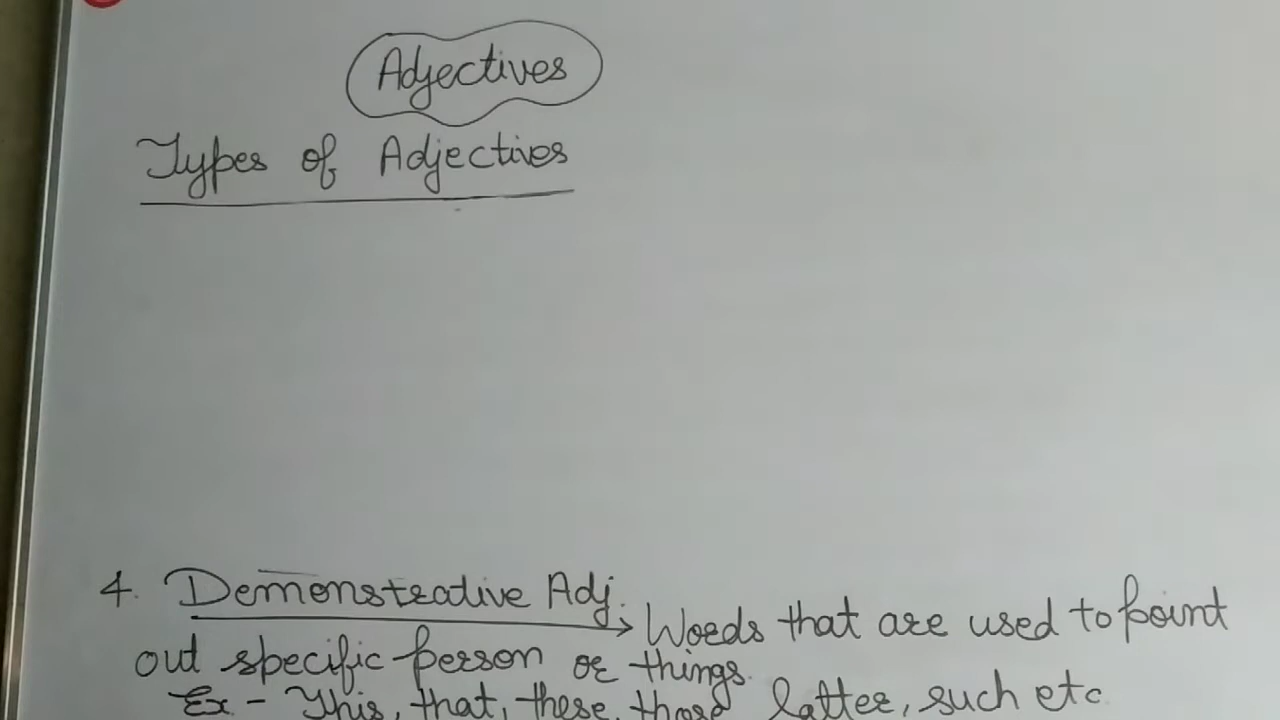 Adjectives
Types of Adjectives
4. Demonstrative Adj. → Words that are used to point
out specific person or things.
Ex - This, that, these, those latter, such etc